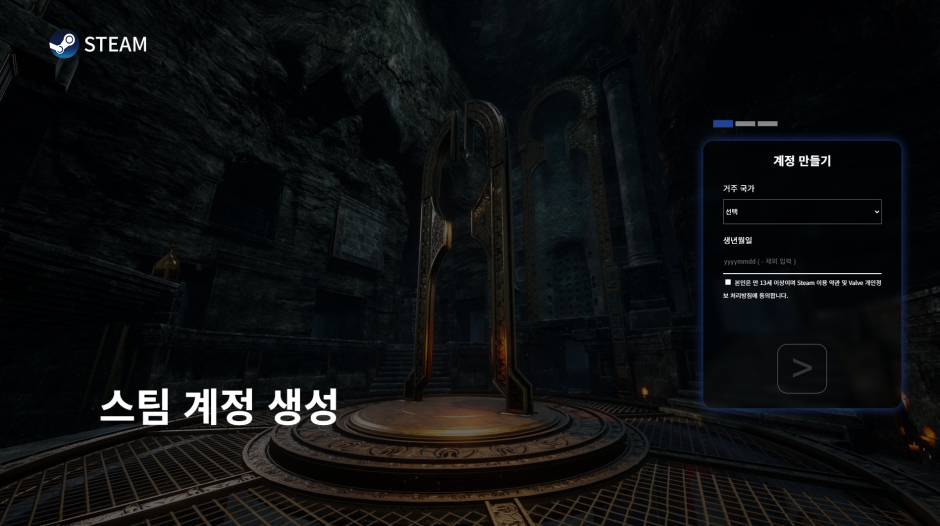 STEAM
계정 만들기
거주 국가
선택
생년월일
yyyymmdd ( - 제외 입력 )
본인은 만 13세 이상이며 Steam 이용 약관 및 Valve 개인정
보 처리방침에 동의합니다.
>
스팀 계정 생성